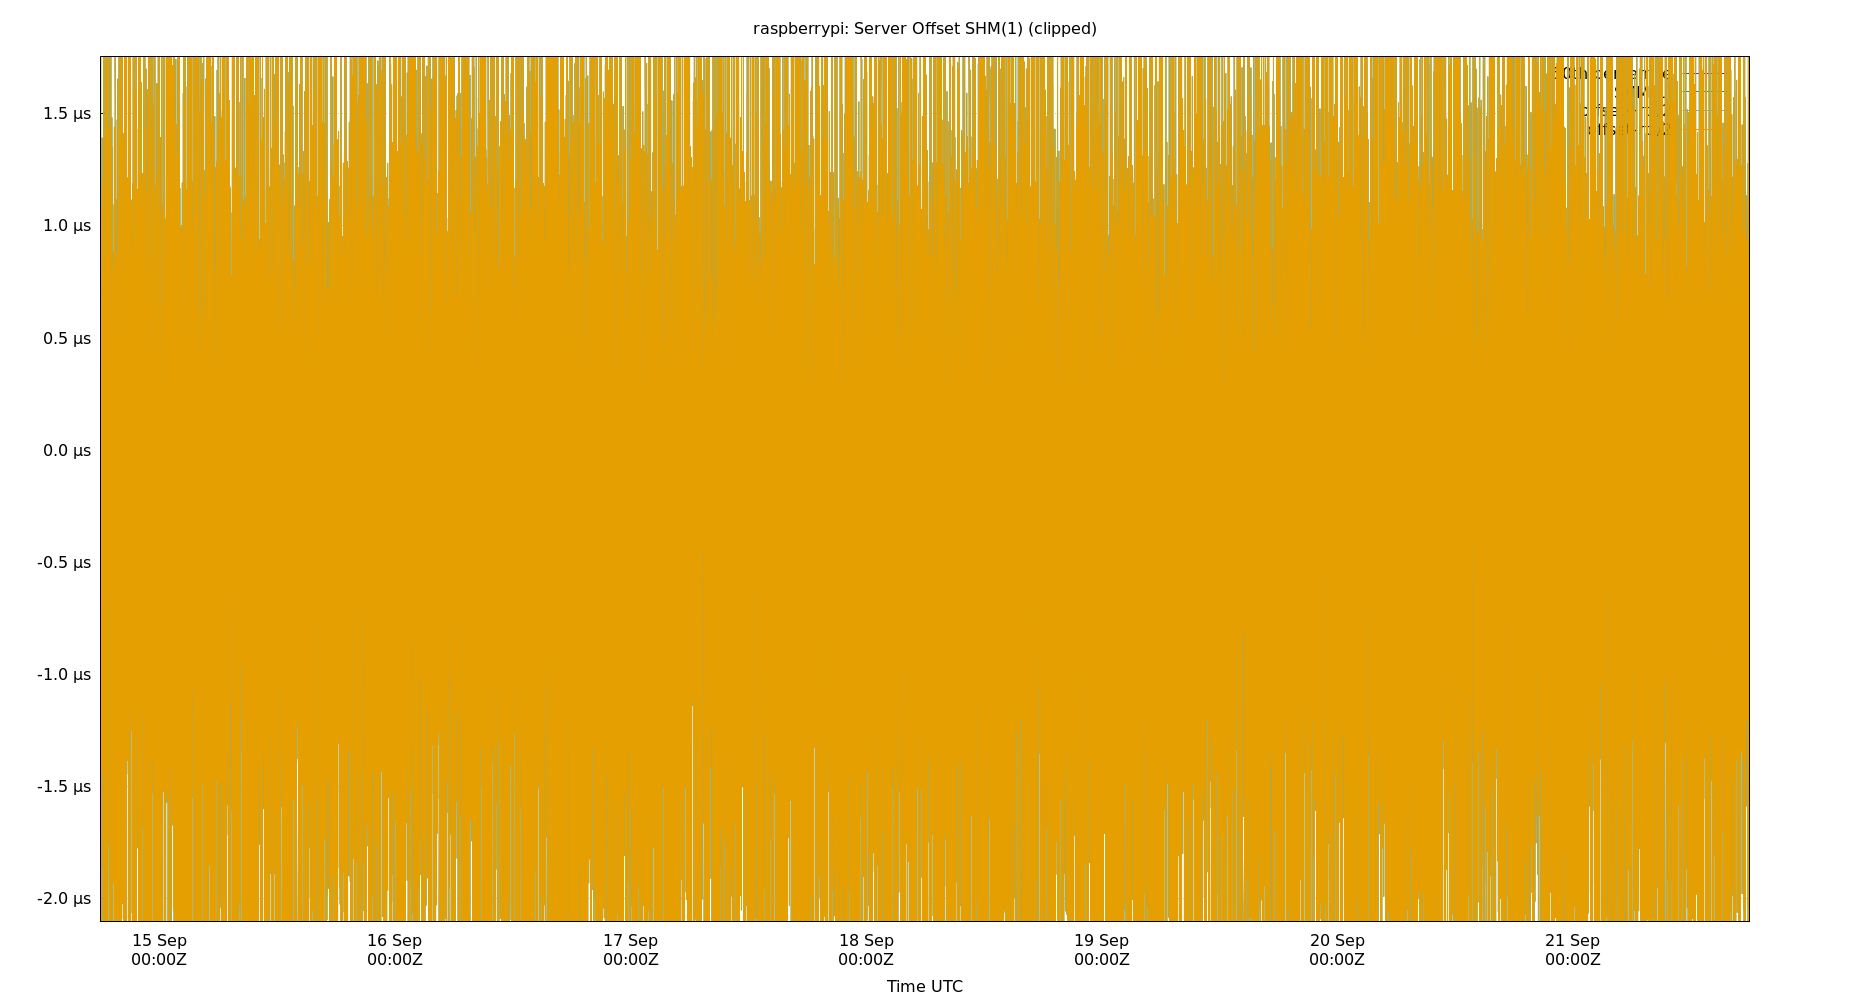 raspberrypi: Server Offset SHM(1) (clipped)
1.5 µs
1.0 µs
0.5 µs
0.0 µs
-0.5 µs
-1.0 µs
-1.5 µs
-2.0 µs
15 Sep 16 Sep 17 Sep 18 Sep 19 Sep 20 Sep 21 Sep
00:00Z 00:00Z 00:00Z 00:00Z 00:00Z 00:00Z 00:00Z
Time UTC